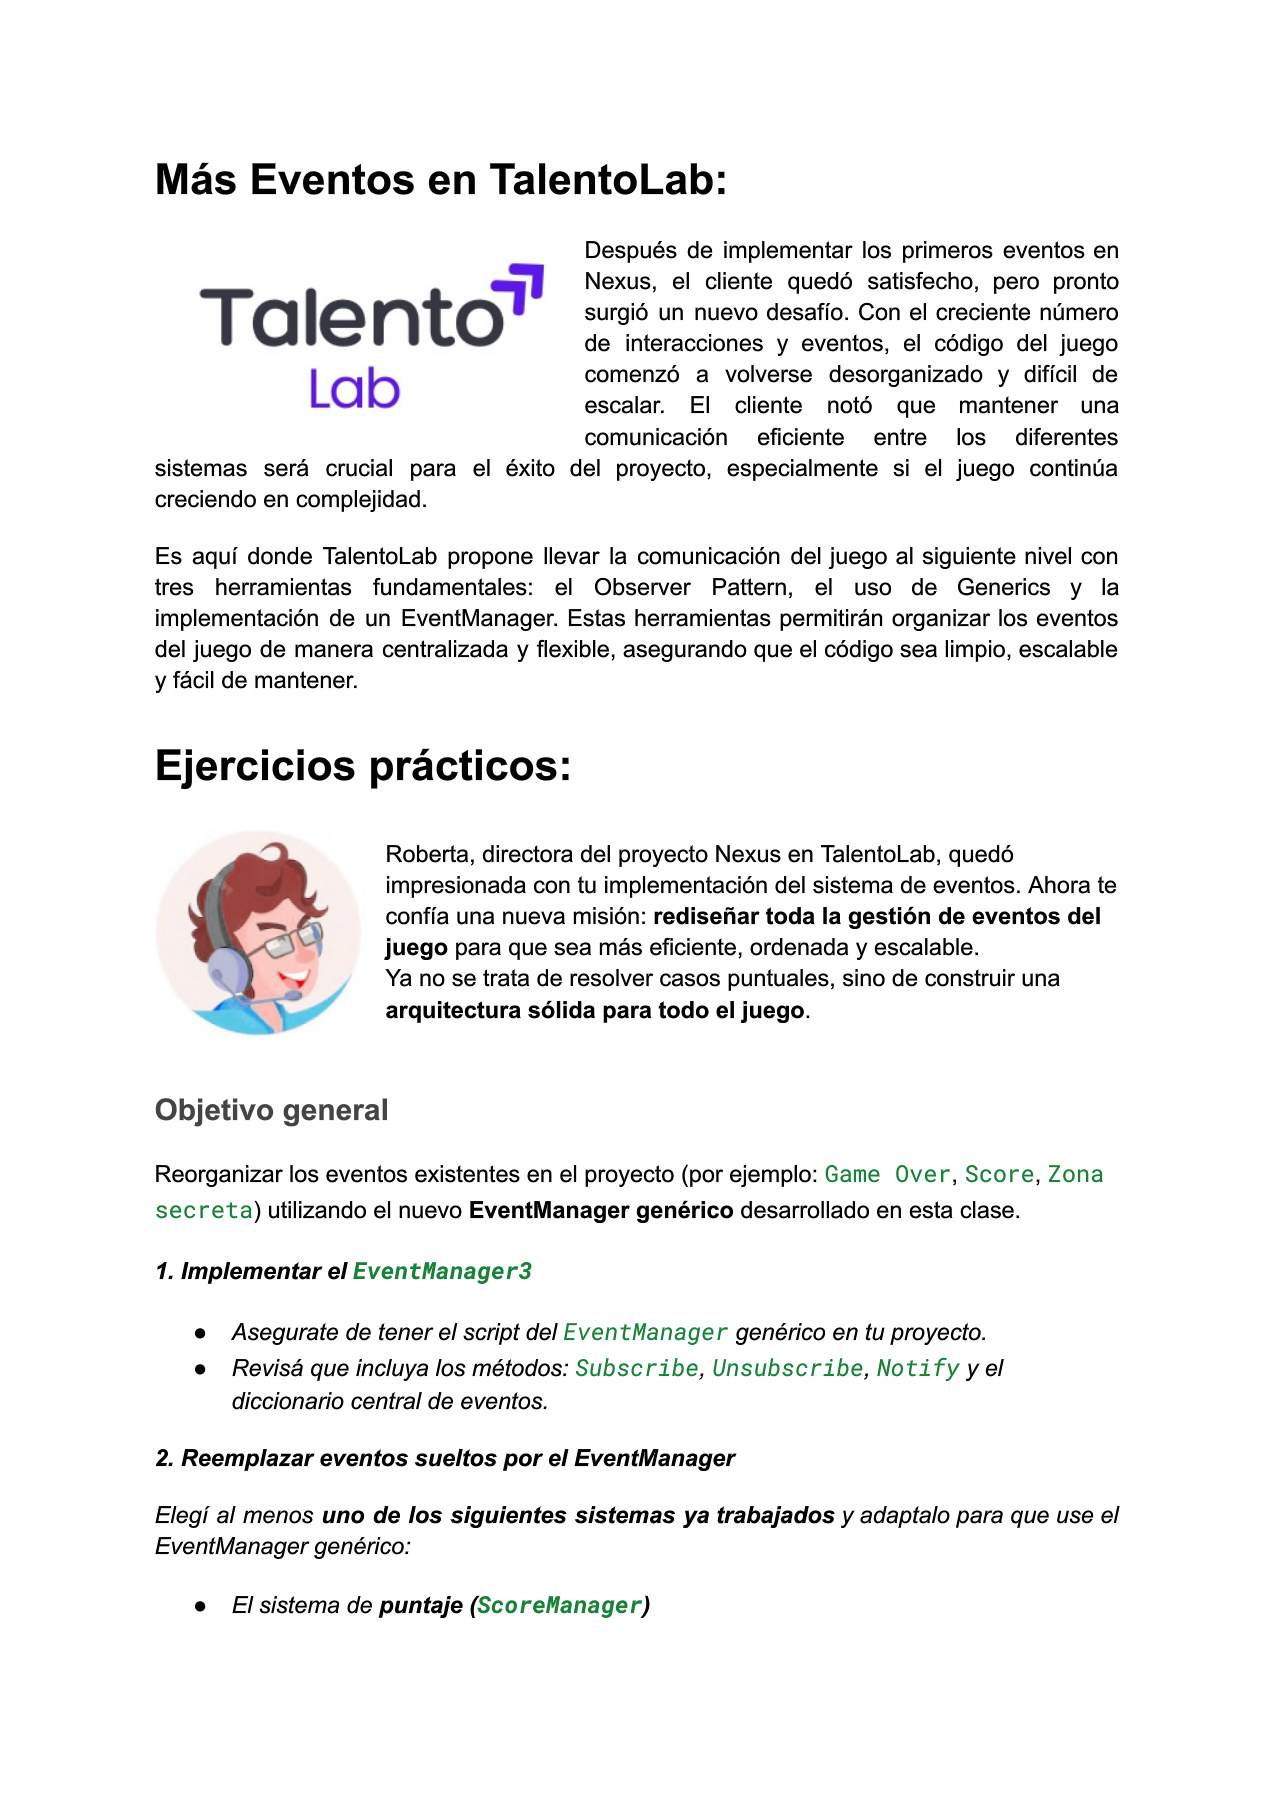 Más Eventos en TalentoLab:
Talento
Lab
Después de implementar los primeros eventos en
Nexus, el cliente quedó satisfecho, pero pronto
surgió un nuevo desafío. Con el creciente número
de interacciones y eventos, el código del juego
comenzó a volverse desorganizado y difícil de
escalar. El cliente notó que mantener una
comunicación eficiente entre los diferentes
sistemas será crucial para el éxito del proyecto, especialmente si el juego continúa
creciendo en complejidad.
Es aquí donde TalentoLab propone llevar la comunicación del juego al siguiente nivel con
tres herramientas fundamentales: el Observer Pattern, el uso de Generics y la
implementación de un EventManager. Estas herramientas permitirán organizar los eventos
del juego de manera centralizada y flexible, asegurando que el código sea limpio, escalable
y fácil de mantener.
Ejercicios prácticos:
Roberta, directora del proyecto Nexus en TalentoLab, quedó
impresionada con tu implementación del sistema de eventos. Ahora te
confía una nueva misión: rediseñar toda la gestión de eventos del
juego para que sea más eficiente, ordenada y escalable.
Ya no se trata de resolver casos puntuales, sino de construir una
arquitectura sólida para todo el juego.
Objetivo general
Reorganizar los eventos existentes en el proyecto (por ejemplo: Game Over, Score, Zona
secreta) utilizando el nuevo EventManager genérico desarrollado en esta clase.
1. Implementar el EventManager3
● Asegurate de tener el script del EventManager genérico en tu proyecto.
● Revisá que incluya los métodos: Subscribe, Unsubscribe, Notify y el
diccionario central de eventos.
2. Reemplazar eventos sueltos por el EventManager
Elegí al menos uno de los siguientes sistemas ya trabajados y adaptalo para que use el
EventManager genérico:
● El sistema de puntaje (ScoreManager)